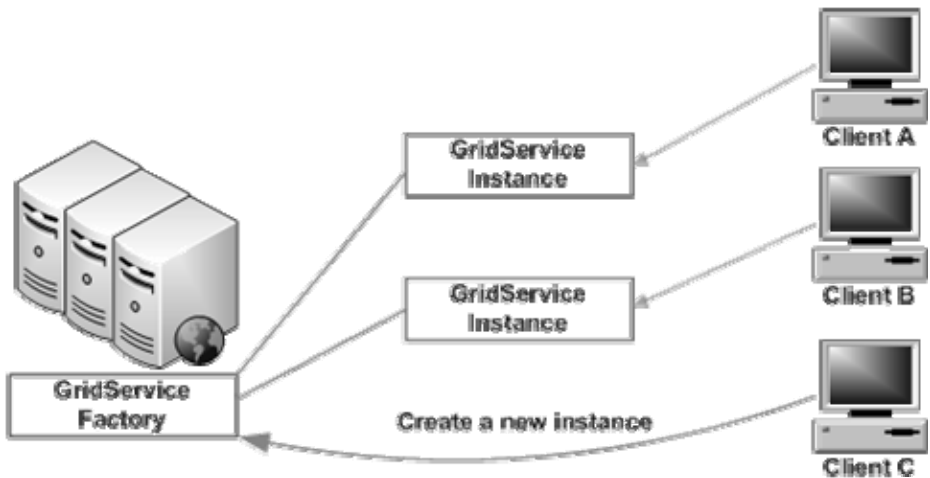 Client A
GridService
Instance
Client B
GridService
Instance
GridService
Factory
Create a new instance
Client C